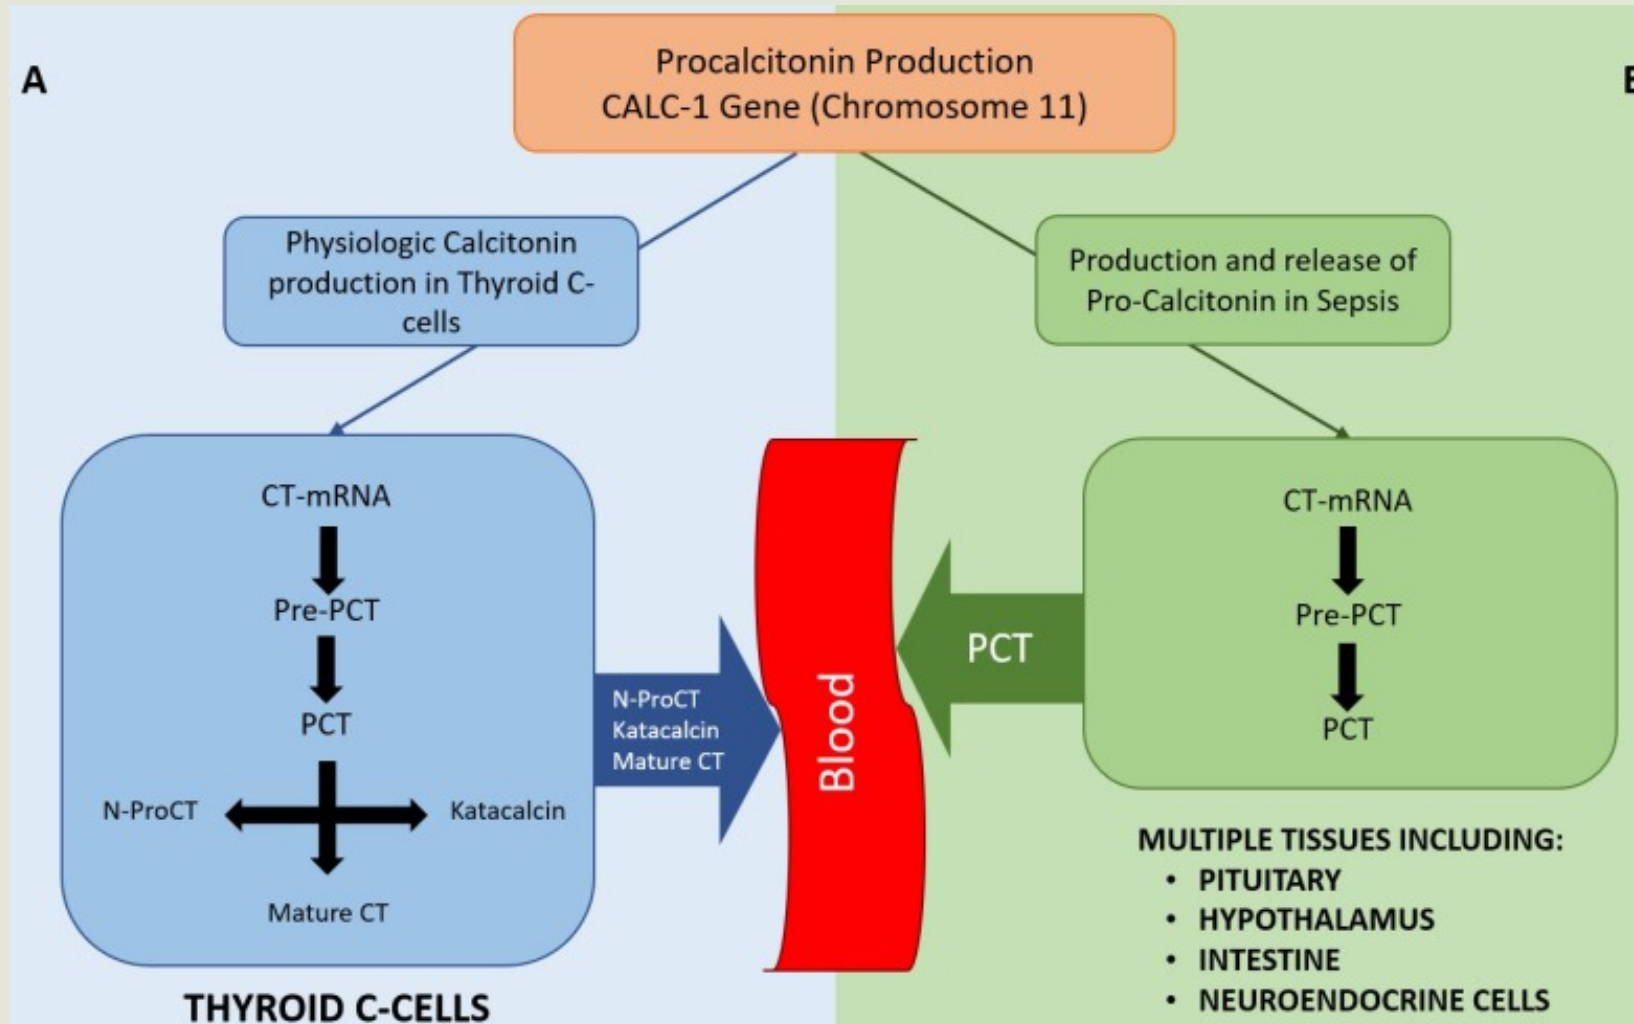 A
Procalcitonin Production
CALC-1 Gene (Chromosome 11)
Physiologic Calcitonin
production in Thyroid C-
cells
Production and release of
Pro-Calcitonin in Sepsis
CT-mRNA
Pre-PCT
PCT
N-ProCT
Katacalcin
Mature CT
THYROID C-CELLS
N-ProCT
Katacalcin
Mature CT
Blood
PCT
CT-mRNA
Pre-PCT
PCT
MULTIPLE TISSUES INCLUDING:
• PITUITARY
• HYPOTHALAMUS
• INTESTINE
• NEUROENDOCRINE CELLS